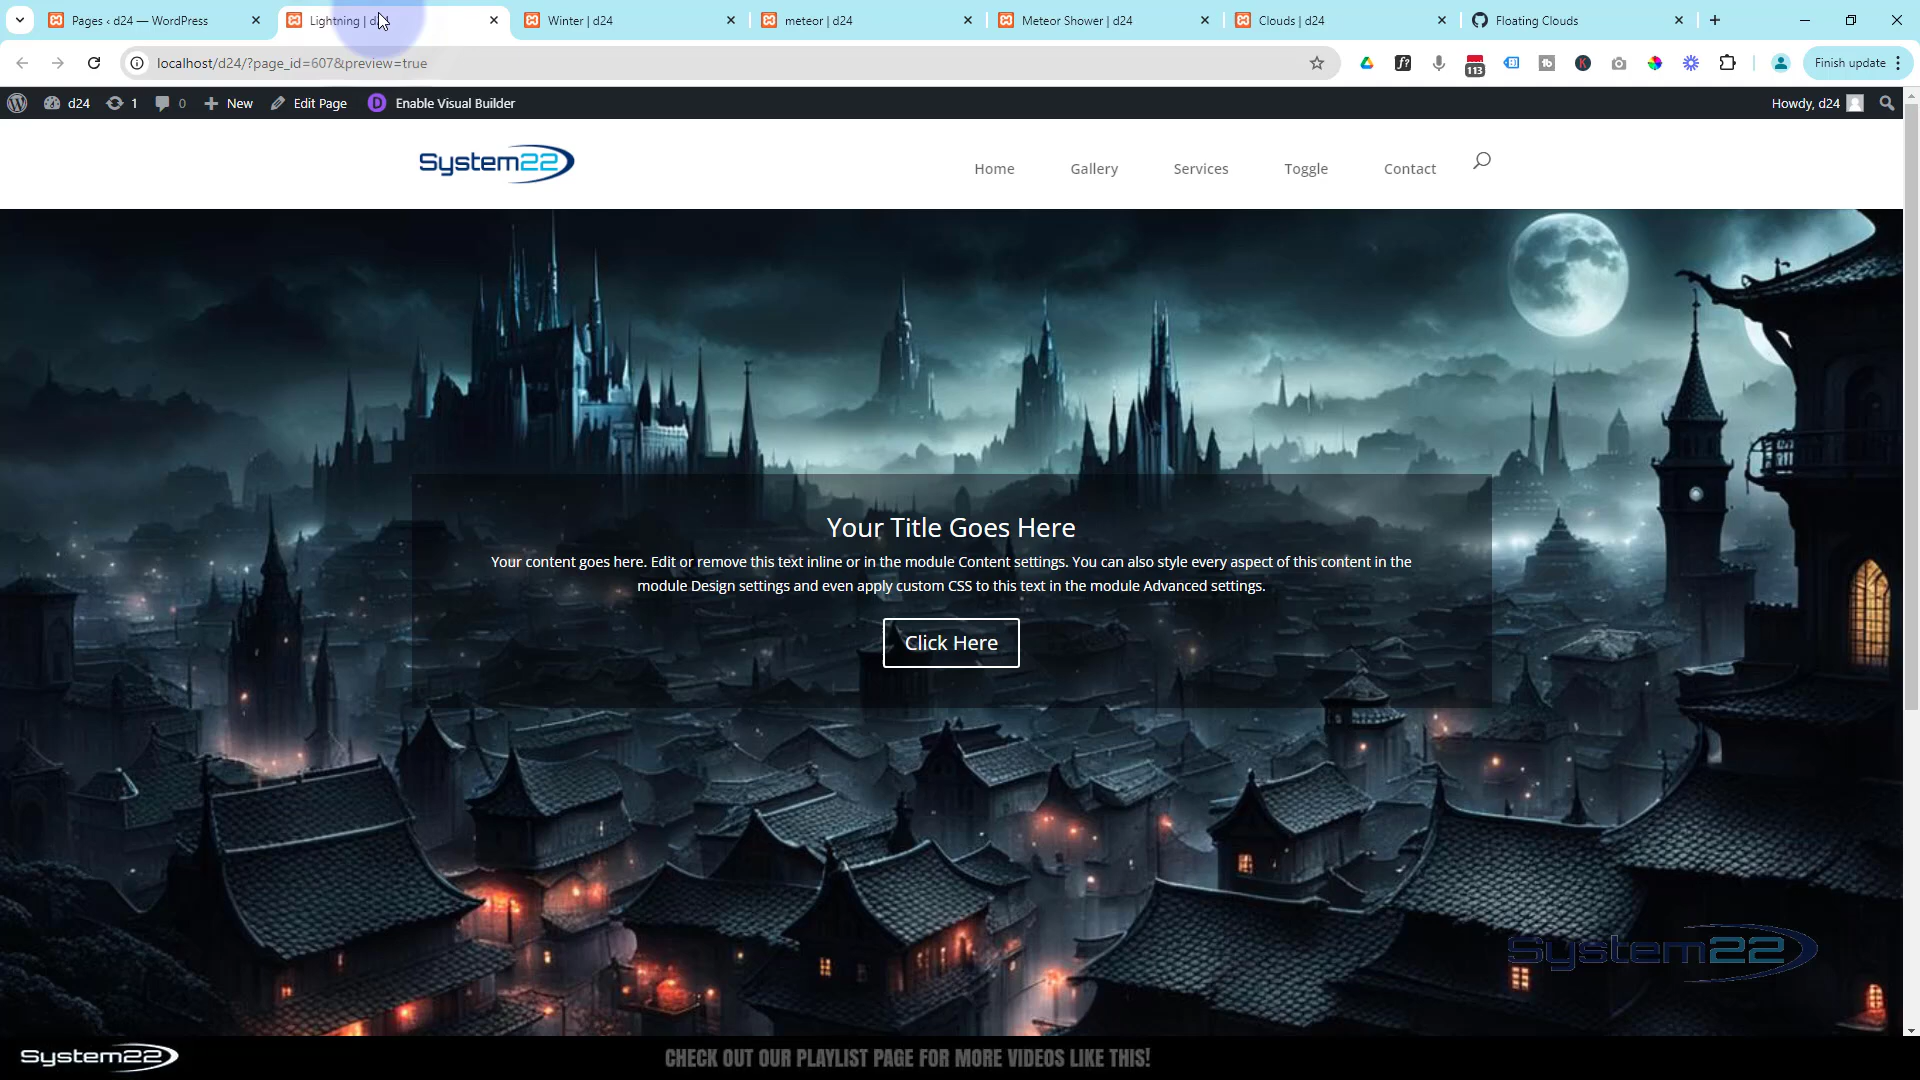 Pages ‹ d24 — WordPress
Lightning | d24
Winter | d24
meteor | d24
Meteor Shower | d24
Clouds | d24
Floating Clouds
localhost/d24/?page_id=607&preview=true
f?
113
tb
K
Finish update
d24
1
0
New
Edit Page
D
Enable Visual Builder
Howdy, d24
System22
Home
Gallery
Services
Toggle
Contact
Your Title Goes Here
Your content goes here. Edit or remove this text inline or in the module Content settings. You can also style every aspect of this content in the
module Design settings and even apply custom CSS to this text in the module Advanced settings.
Click Here
System22
System22
CHECK OUT OUR PLAYLIST PAGE FOR MORE VIDEOS LIKE THIS!